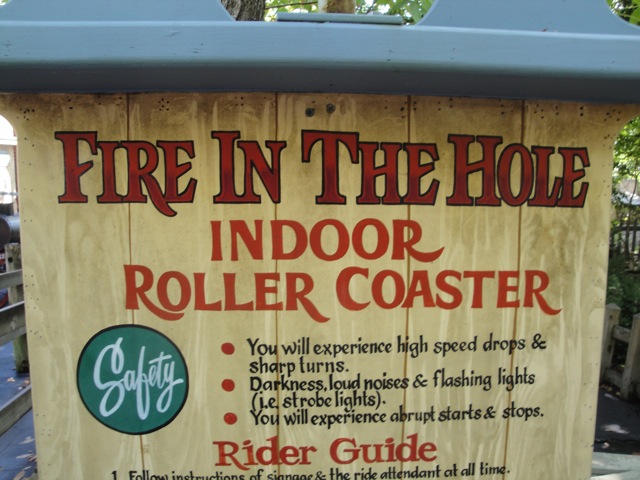 FIRE IN THE HOLE
INDOOR
ROLLER COASTER
Safety
• You will experience high speed drops &
sharp turns.
• Darkness, loud noises & flashing lights
(i.e. strobe lights).
• You will experience abrupt starts & stops.
Rider Guide
1. Follow instructions of signage & the ride attendant at all time.